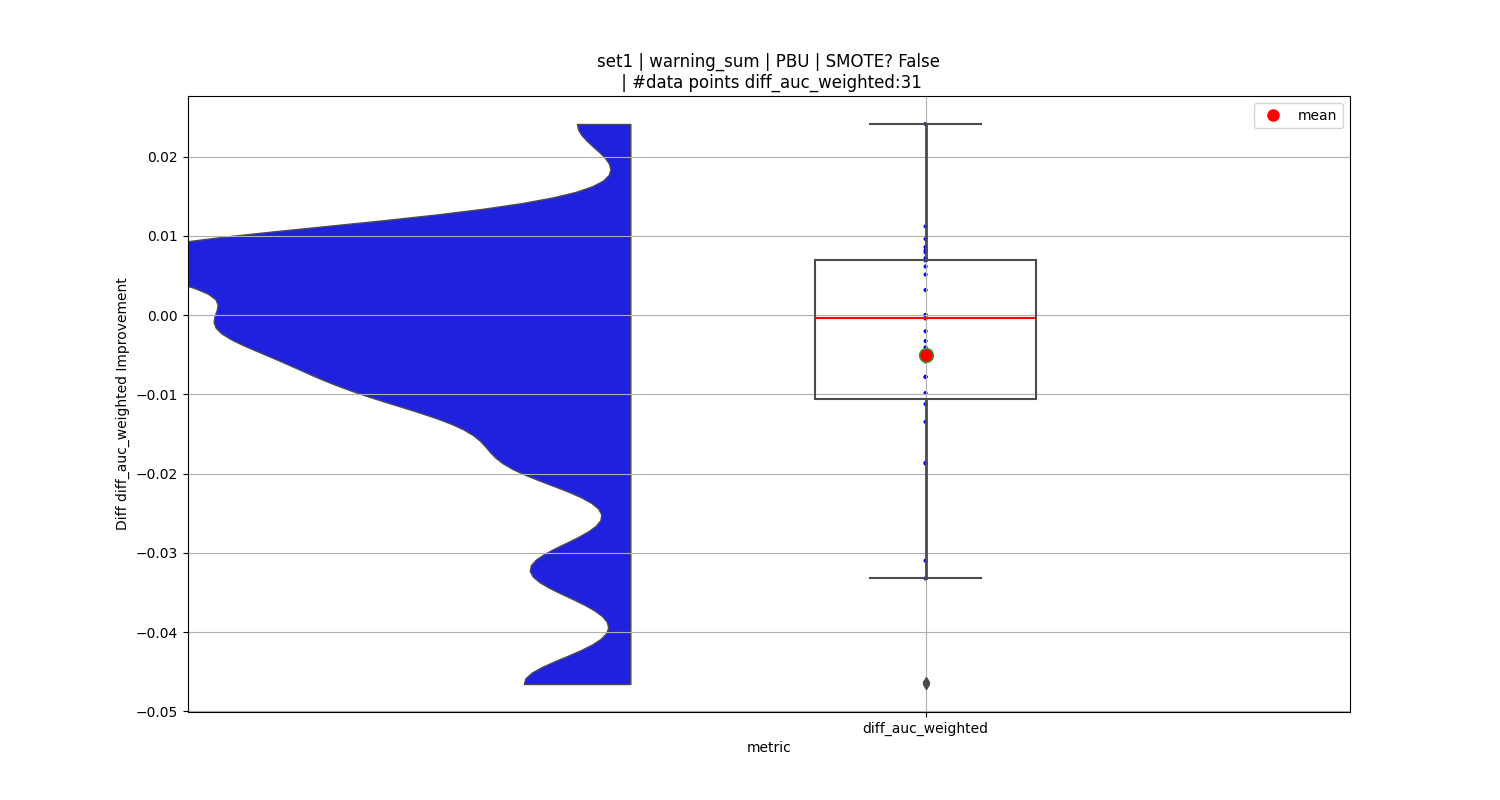 set1 | warning_sum | PBU | SMOTE? False
| #data points diff_auc_weighted:31
mean
0.02
0.01
0.00
−0.01
−0.02
−0.03
−0.04
−0.05
Diff diff_auc_weighted Improvement
diff_auc_weighted
metric